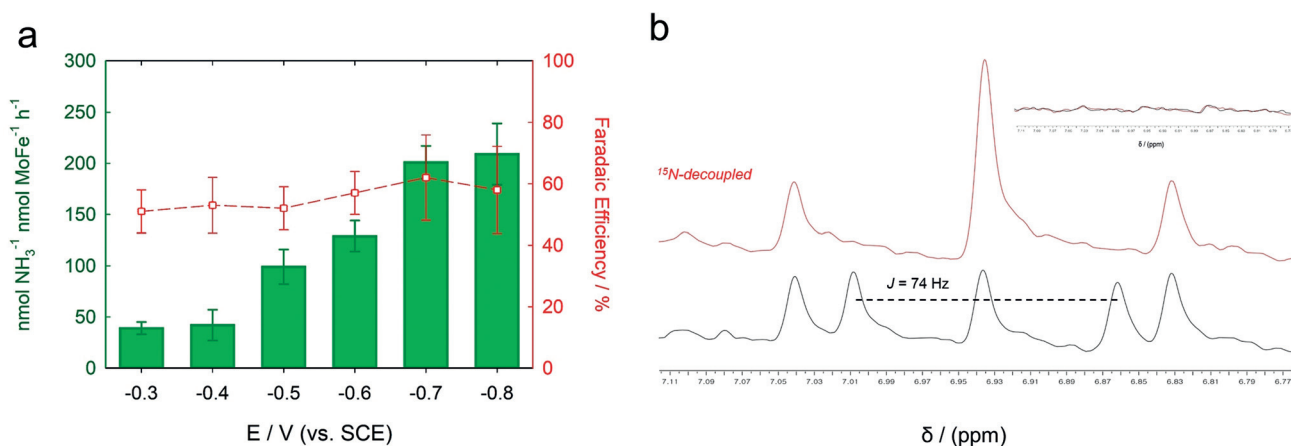 a
300
250
200
150
100
50
0
nmol NH₃⁻¹ nmol MoFe⁻¹ h⁻¹
100
80
60
40
20
0
Faradaic Efficiency / %
-0.3 -0.4 -0.5 -0.6 -0.7 -0.8
E / V (vs. SCE)
b
¹⁵N-decoupled
δ / (ppm)
J = 74 Hz
7.11 7.09 7.07 7.05 7.03 7.01 6.99 6.97 6.95 6.93 6.91 6.89 6.87 6.85 6.83 6.81 6.79 6.77
δ / (ppm)